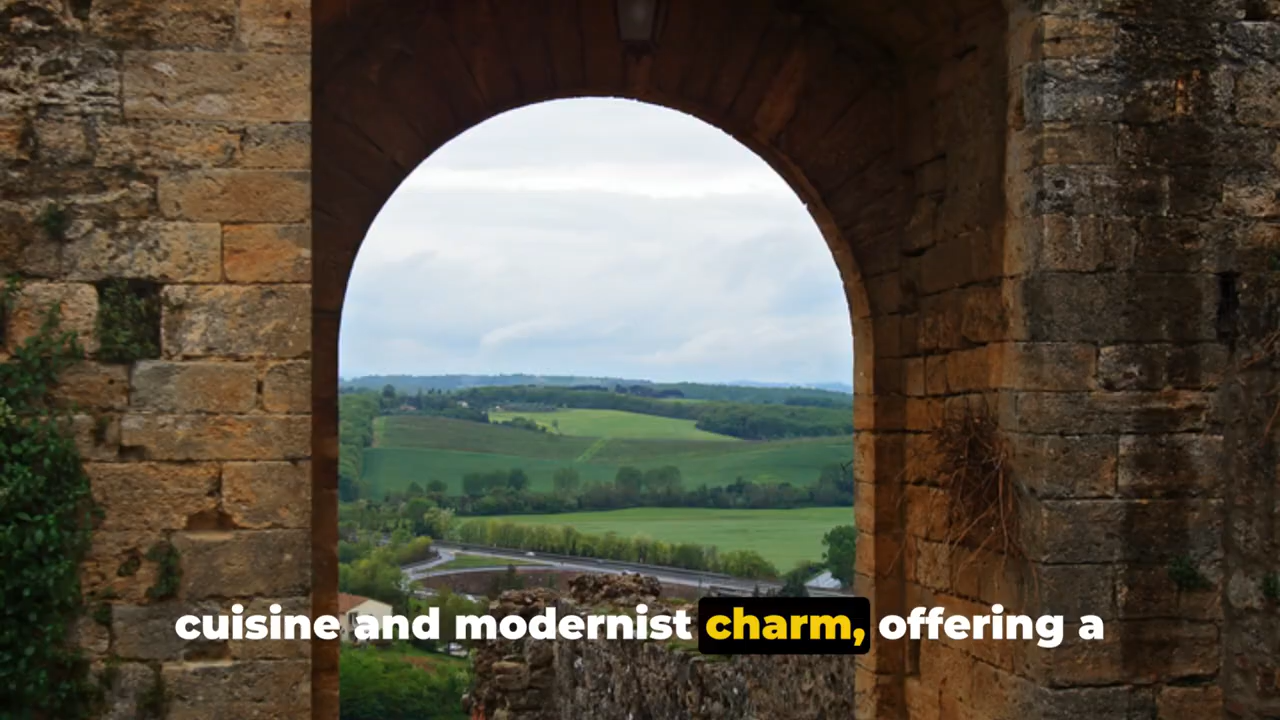 cuisine and modernist charm, offering a